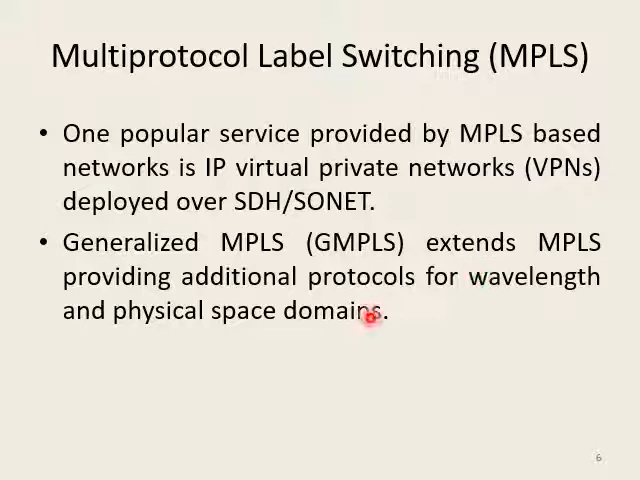 Multiprotocol Label Switching (MPLS)
• One popular service provided by MPLS based
networks is IP virtual private networks (VPNs)
deployed over SDH/SONET.
• Generalized MPLS (GMPLS) extends MPLS
providing additional protocols for wavelength
and physical space domains.
6